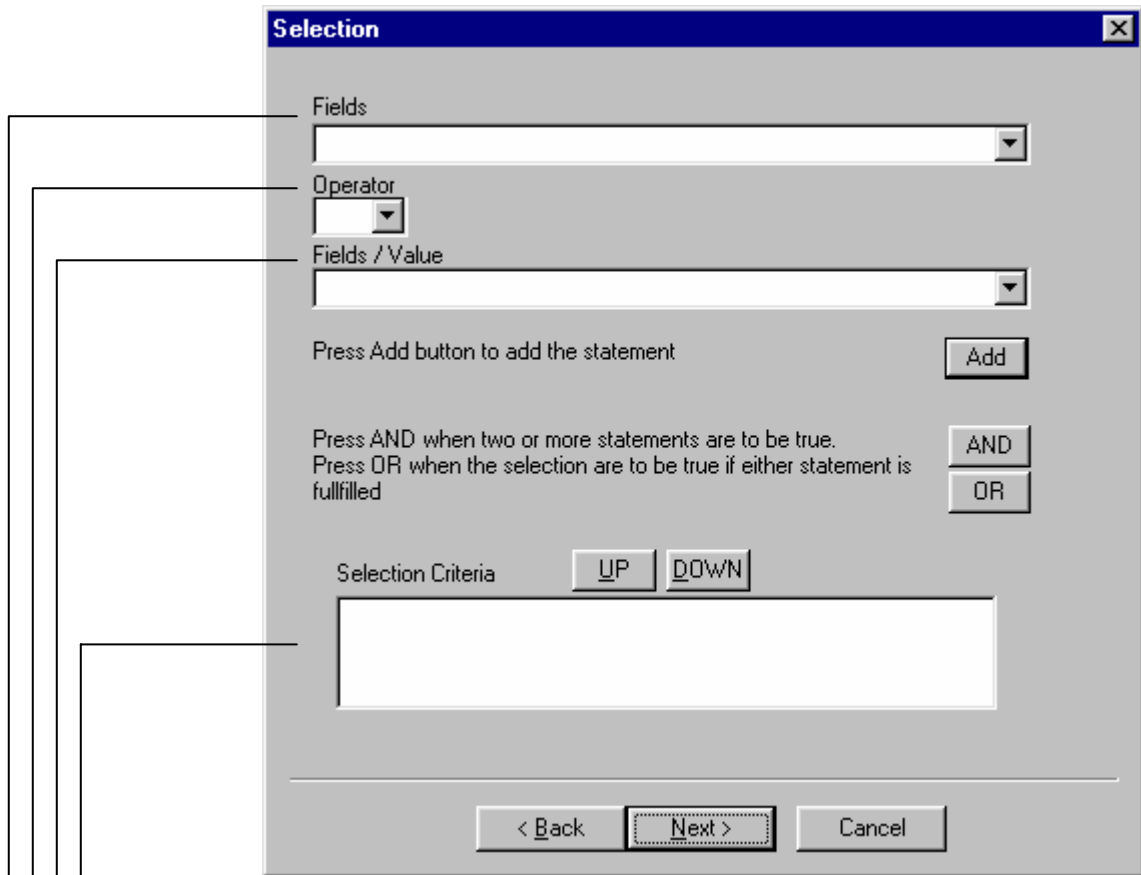 Selection
Fields
Operator
Fields / Value
Press Add button to add the statement
Add
Press AND when two or more statements are to be true.
Press OR when the selection are to be true if either statement is
fullfilled
AND
OR
Selection Criteria
UP
DOWN
< Back
Next >
Cancel